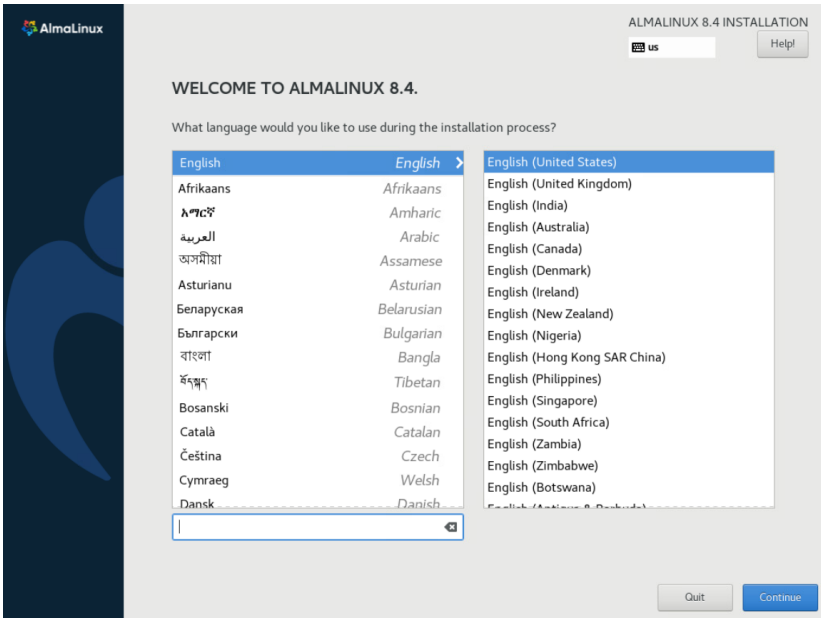 AlmaLinux
ALMALINUX 8.4 INSTALLATION
us
Help!
WELCOME TO ALMALINUX 8.4.
What language would you like to use during the installation process?
English English
Afrikaans Afrikaans
አማርኛ Amharic
العربية Arabic
অসমীয়া Assamese
Asturianu Asturian
Беларуская Belarusian
Български Bulgarian
বাংলা Bangla
བོད་སྐད་ Tibetan
Bosanski Bosnian
Català Catalan
Čeština Czech
Cymraeg Welsh
Dansk Danish
English (United States)
English (United Kingdom)
English (India)
English (Australia)
English (Canada)
English (Denmark)
English (Ireland)
English (New Zealand)
English (Nigeria)
English (Hong Kong SAR China)
English (Philippines)
English (Singapore)
English (South Africa)
English (Zambia)
English (Zimbabwe)
English (Botswana)
English (Antigua & Barbuda)
Quit
Continue